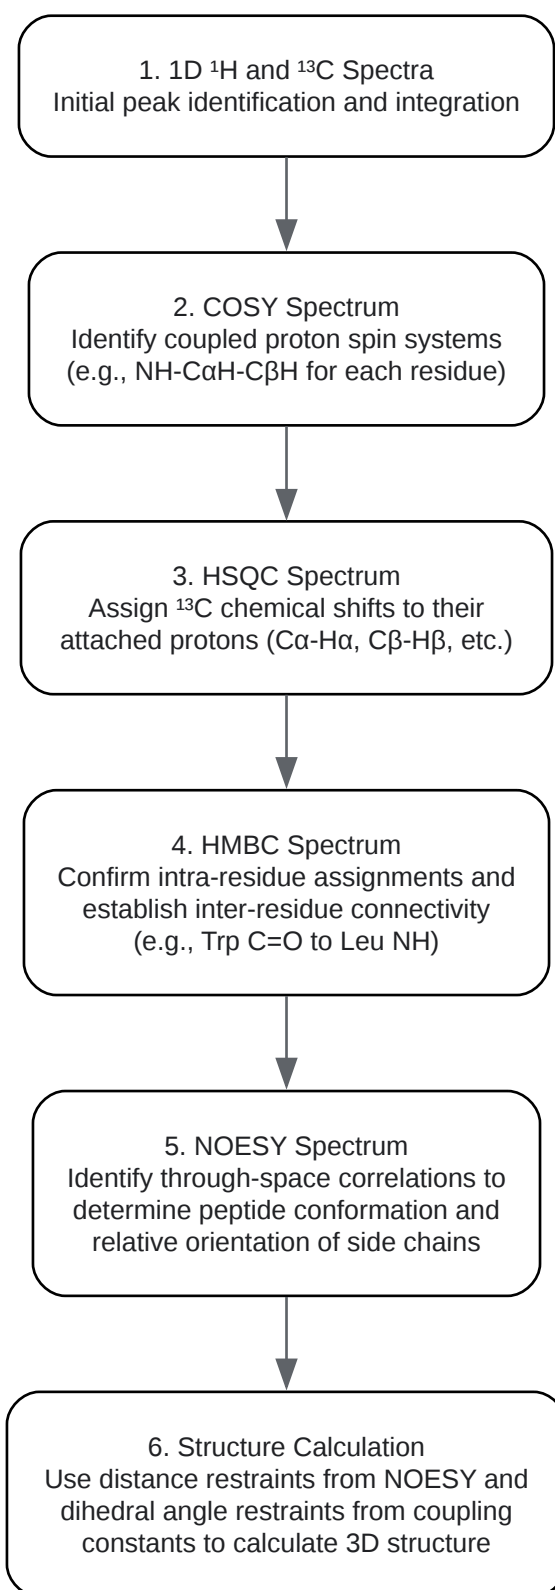 1. 1D ¹H and ¹³C Spectra
Initial peak identification and integration
2. COSY Spectrum
Identify coupled proton spin systems
(e.g., NH-CαH-CβH for each residue)
3. HSQC Spectrum
Assign ¹³C chemical shifts to their
attached protons (Cα-Hα, Cβ-Hβ, etc.)
4. HMBC Spectrum
Confirm intra-residue assignments and
establish inter-residue connectivity
(e.g., Trp C=O to Leu NH)
5. NOESY Spectrum
Identify through-space correlations to
determine peptide conformation and
relative orientation of side chains
6. Structure Calculation
Use distance restraints from NOESY and
dihedral angle restraints from coupling
constants to calculate 3D structure